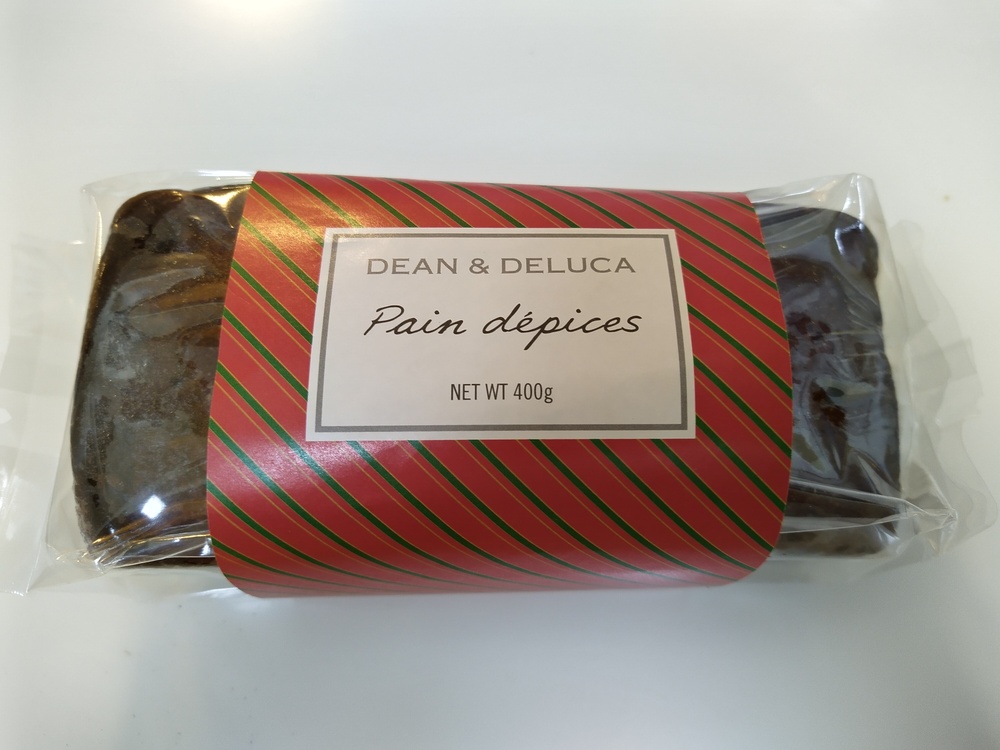 DEAN & DELUCA
Pain dépices
NET WT 400g